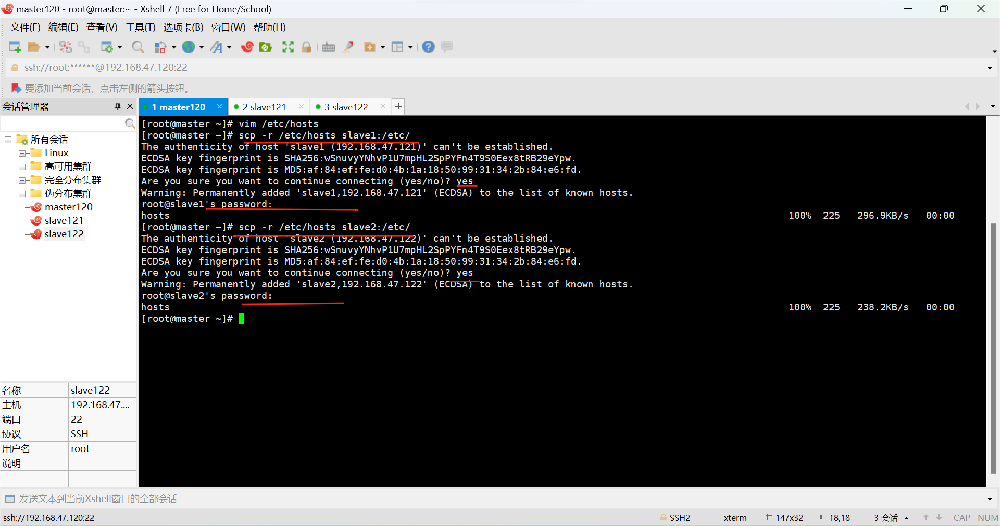 master120 - root@master:~ - Xshell 7 (Free for Home/School)
文件(F) 编辑(E) 查看(V) 工具(T) 选项卡(B) 窗口(W) 帮助(H)
ssh://root:******@192.168.47.120:22
要添加当前会话，点击左侧的箭头按钮。
会话管理器
1 master120
2 slave121
3 slave122
所有会话
Linux
高可用集群
完全分布集群
伪分布集群
master120
slave121
slave122
[root@master ~]# vim /etc/hosts
[root@master ~]# scp -r /etc/hosts slave1:/etc/
The authenticity of host 'slave1 (192.168.47.121)' can't be established.
ECDSA key fingerprint is SHA256:wSnuvyYNhvP1U7mpHL2SpPYFn4T9S0Eex8tRB29eYpw.
ECDSA key fingerprint is MD5:af:84:ef:fe:d0:4b:1a:18:50:99:31:34:2b:84:e6:fd.
Are you sure you want to continue connecting (yes/no)? yes
Warning: Permanently added 'slave1,192.168.47.121' (ECDSA) to the list of known hosts.
root@slave1's password:
hosts 100% 225 296.9KB/s 00:00
[root@master ~]# scp -r /etc/hosts slave2:/etc/
The authenticity of host 'slave2 (192.168.47.122)' can't be established.
ECDSA key fingerprint is SHA256:wSnuvyYNhvP1U7mpHL2SpPYFn4T9S0Eex8tRB29eYpw.
ECDSA key fingerprint is MD5:af:84:ef:fe:d0:4b:1a:18:50:99:31:34:2b:84:e6:fd.
Are you sure you want to continue connecting (yes/no)? yes
Warning: Permanently added 'slave2,192.168.47.122' (ECDSA) to the list of known hosts.
root@slave2's password:
hosts 100% 225 238.2KB/s 00:00
[root@master ~]#
名称 slave122
主机 192.168.47....
端口 22
协议 SSH
用户名 root
说明
发送文本到当前Xshell窗口的全部会话
ssh://192.168.47.120:22 SSH2 xterm 147x32 18,18 3 会话 CAP NUM